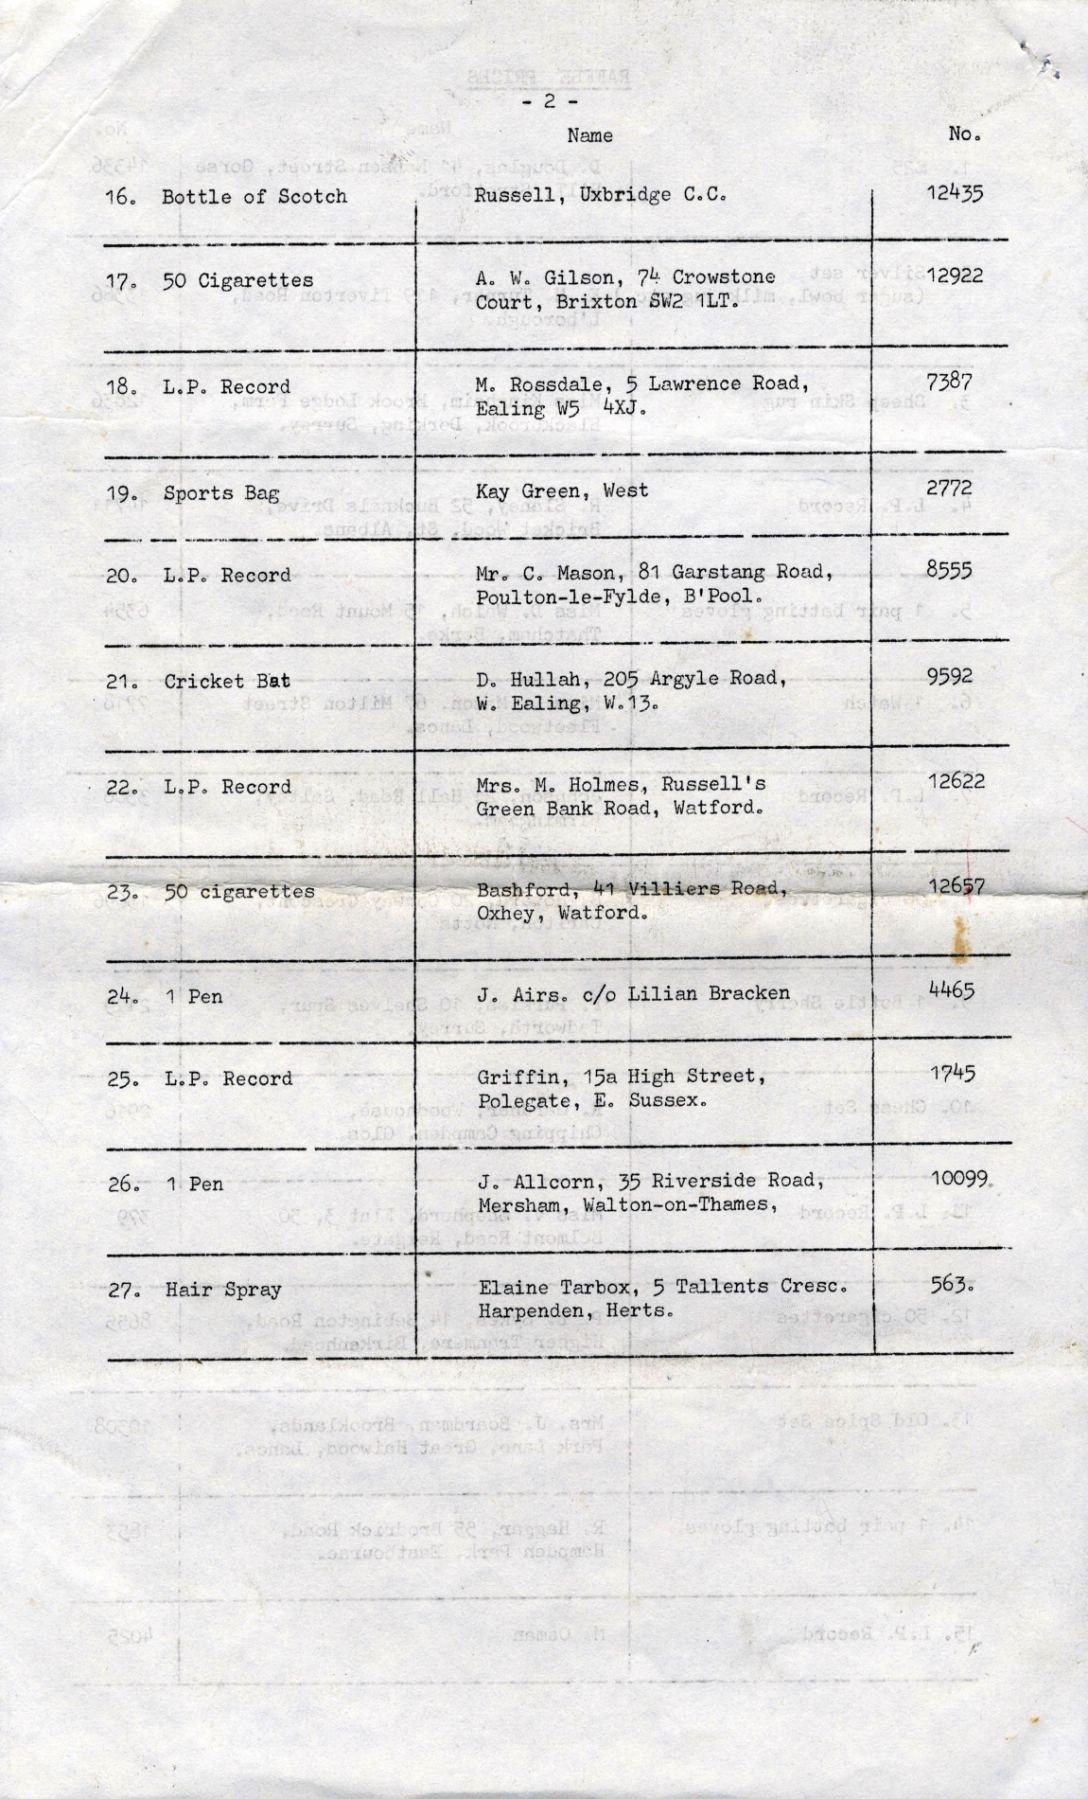 - 2 -
Name No.
16. Bottle of Scotch Russell, Uxbridge C.C. 12435
17. 50 Cigarettes A. W. Gilson, 74 Crowstone 12922
Court, Brixton SW2 1LT.
18. L.P. Record M. Rossdale, 5 Lawrence Road, 7387
Ealing W5 4XJ.
19. Sports Bag Kay Green, West 2772
20. L.P. Record Mr. C. Mason, 81 Garstang Road, 8555
Poulton-le-Fylde, B'Pool.
21. Cricket Bat D. Hullah, 205 Argyle Road, 9592
W. Ealing, W.13.
22. L.P. Record Mrs. M. Holmes, Russell's 12622
Green Bank Road, Watford.
23. 50 cigarettes Bashford, 41 Villiers Road, 12657
Oxhey, Watford.
24. 1 Pen J. Airs. c/o Lilian Bracken 4465
25. L.P. Record Griffin, 15a High Street, 1745
Polegate, E. Sussex.
26. 1 Pen J. Allcorn, 35 Riverside Road, 10099.
Mersham, Walton-on-Thames,
27. Hair Spray Elaine Tarbox, 5 Tallents Cresc. 563.
Harpenden, Herts.